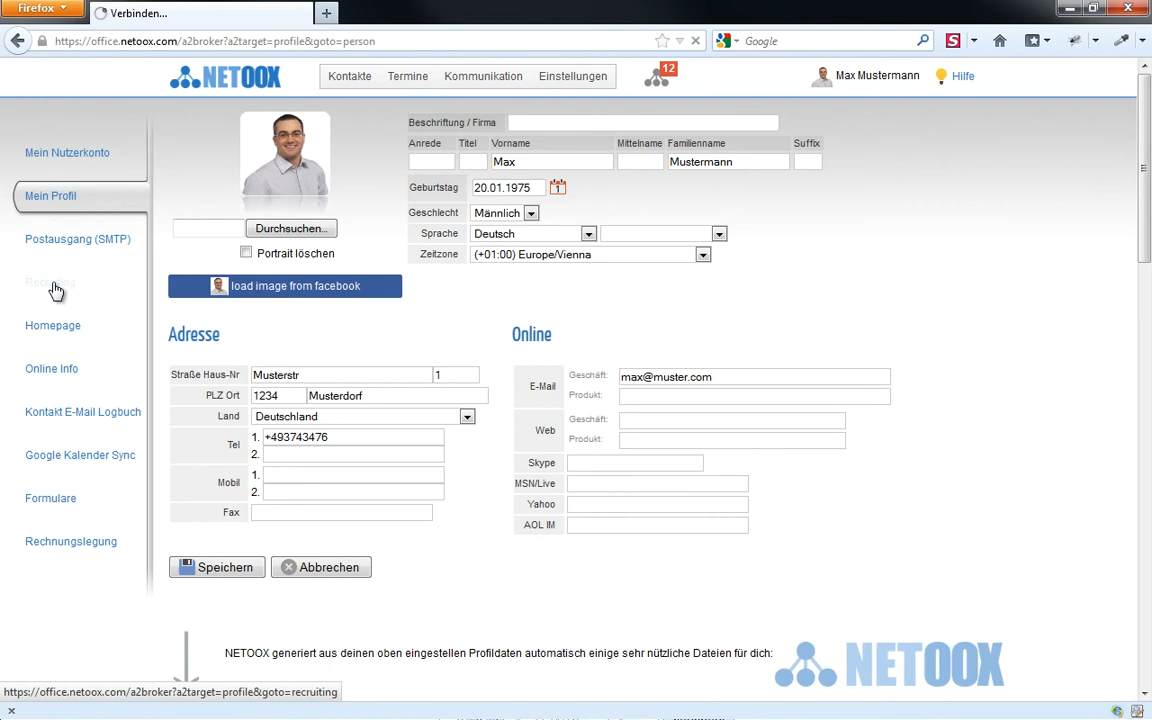 Firefox
Verbinden...
https://office.netoox.com/a2broker?a2target=profile&goto=person
Google
NETOOX
Kontakte Termine Kommunikation Einstellungen
12
Max Mustermann
Hilfe
Mein Nutzerkonto
Mein Profil
Postausgang (SMTP)
Recruiting
Homepage
Online Info
Kontakt E-Mail Logbuch
Google Kalender Sync
Formulare
Rechnungslegung
Durchsuchen...
Portrait löschen
load image from facebook
Beschriftung / Firma
Anrede Titel Vorname Mittelname Familienname Suffix
Max Mustermann
Geburtstag 20.01.1975 1
Geschlecht Männlich
Sprache Deutsch
Zeitzone (+01:00) Europe/Vienna
Adresse
Straße Haus-Nr Musterstr 1
PLZ Ort 1234 Musterdorf
Land Deutschland
Tel 1. +493743476
2.
Mobil 1.
2.
Fax
Online
E-Mail Geschäft: max@muster.com
Produkt:
Web Geschäft:
Produkt:
Skype
MSN/Live
Yahoo
AOL IM
Speichern Abbrechen
NETOOX generiert aus deinen oben eingestellen Profildaten automatisch einige sehr nützliche Dateien für dich:
NETOOX
https://office.netoox.com/a2broker?a2target=profile&goto=recruiting